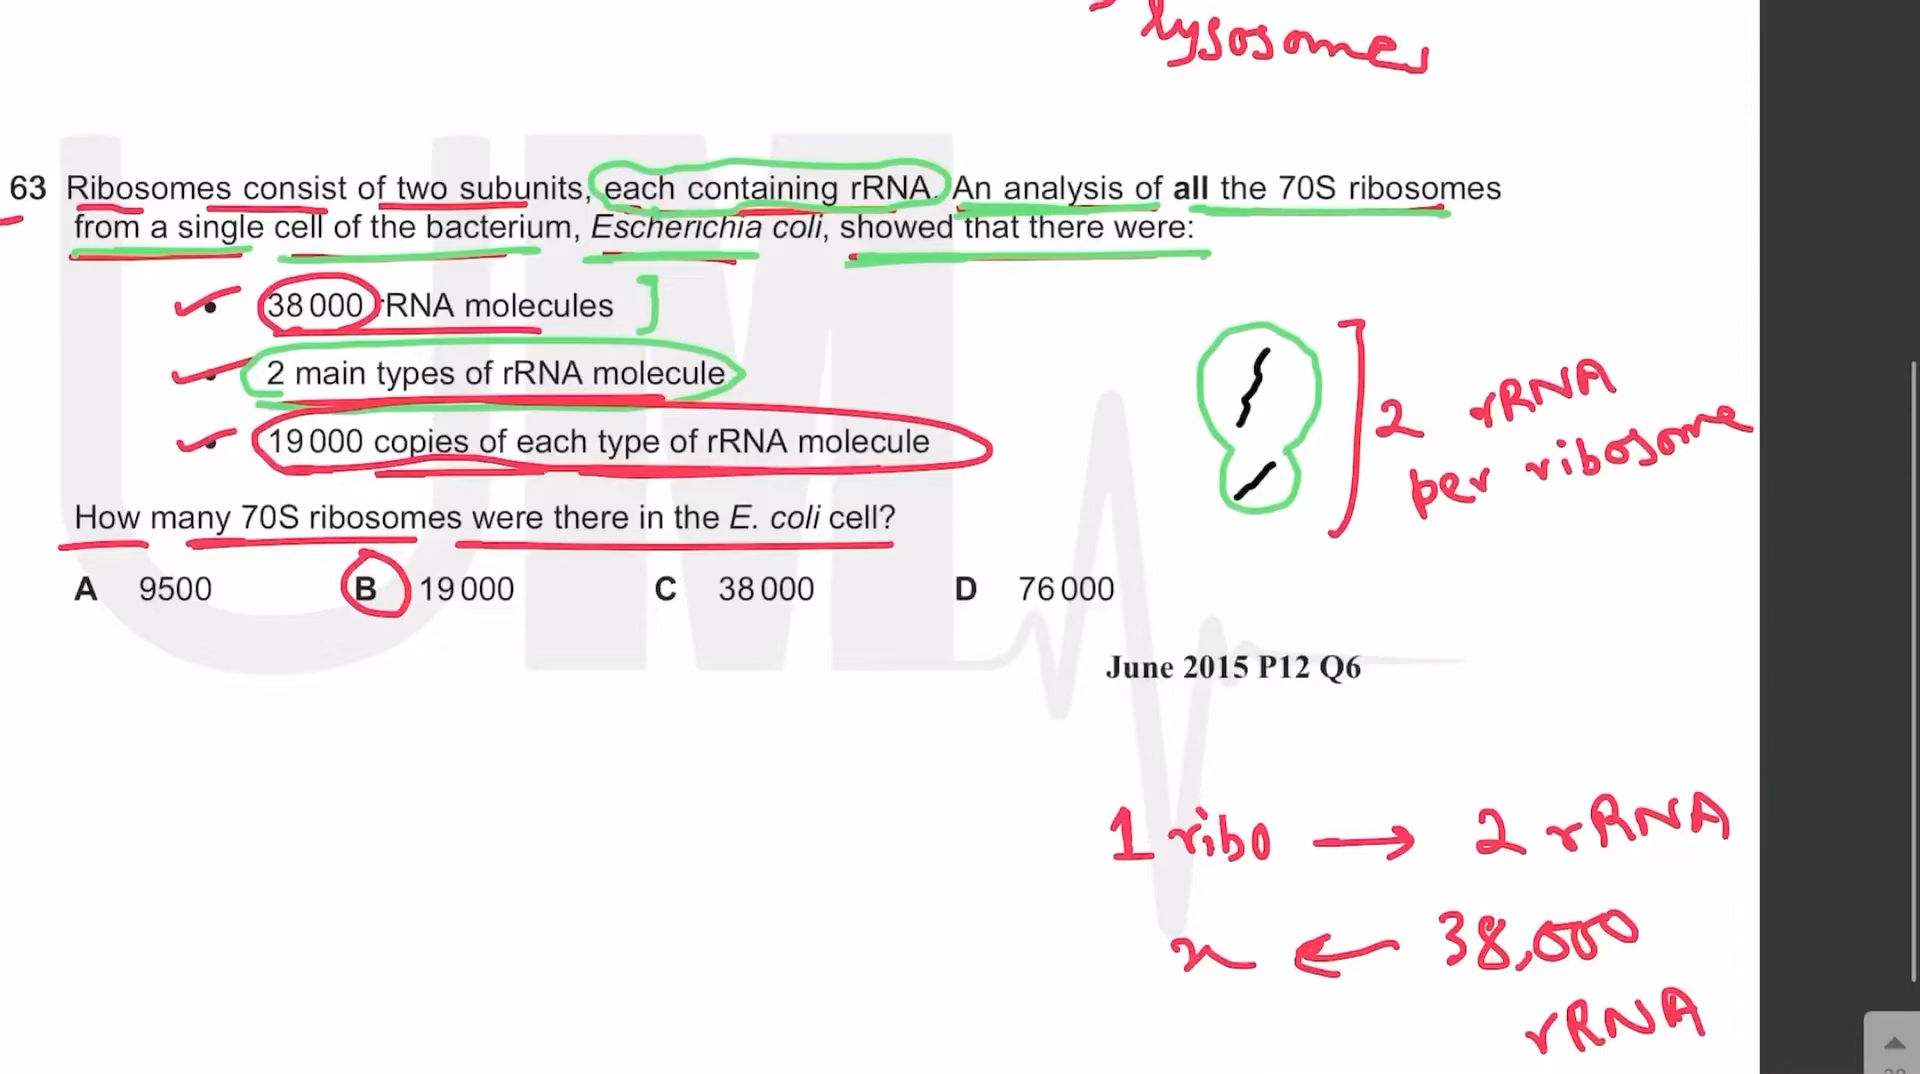 lysosomes
63 Ribosomes consist of two subunits, each containing rRNA. An analysis of all the 70S ribosomes
from a single cell of the bacterium, Escherichia coli, showed that there were:
• 38 000 rRNA molecules
• 2 main types of rRNA molecule
• 19 000 copies of each type of rRNA molecule
2 rRNA
per ribosome
How many 70S ribosomes were there in the E. coli cell?
A 9500 B 19 000 C 38 000 D 76 000
June 2015 P12 Q6
1 ribo → 2 rRNA
x ← 38,000
rRNA